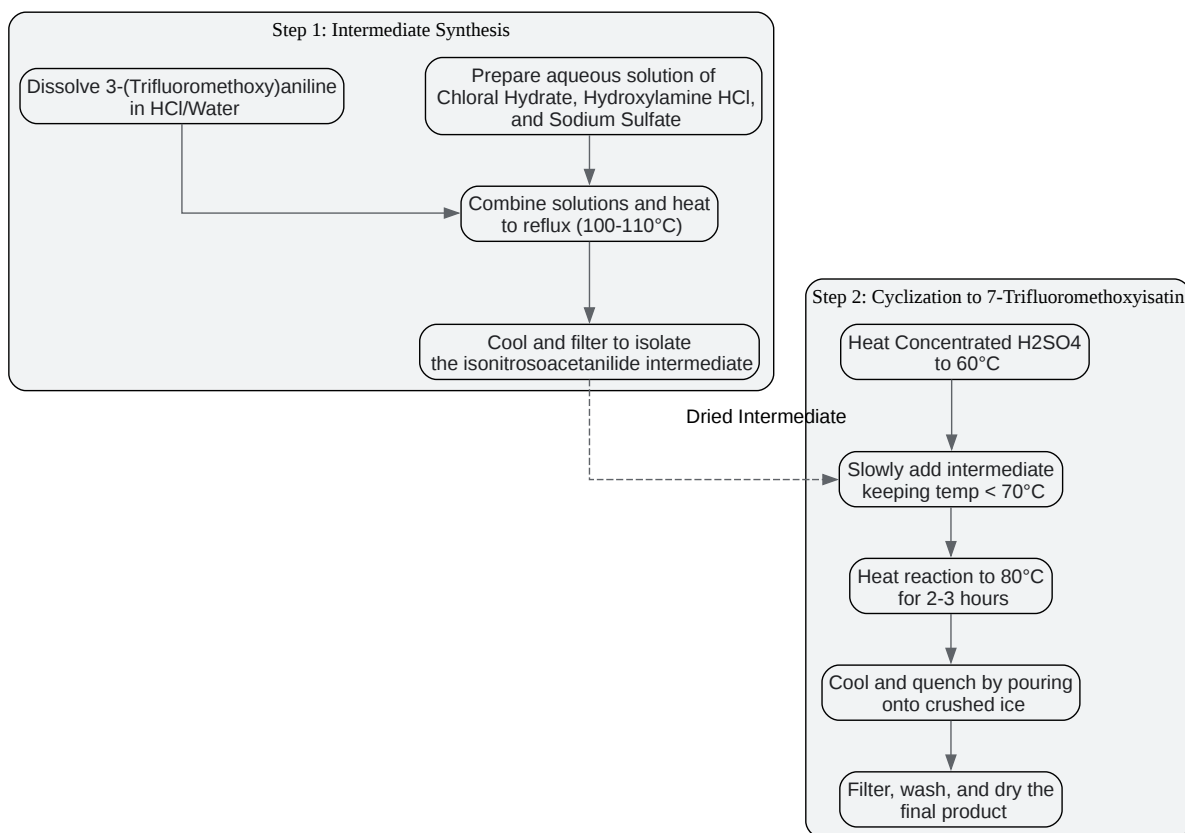 Step 1: Intermediate Synthesis
Dissolve 3-(Trifluoromethoxy)aniline
in HCl/Water
Prepare aqueous solution of
Chloral Hydrate, Hydroxylamine HCl,
and Sodium Sulfate
Combine solutions and heat
to reflux (100-110°C)
Cool and filter to isolate
the isonitrosoacetanilide intermediate
Dried Intermediate
Step 2: Cyclization to 7-Trifluoromethoxyisatin
Heat Concentrated H2SO4
to 60°C
Slowly add intermediate
keeping temp < 70°C
Heat reaction to 80°C
for 2-3 hours
Cool and quench by pouring
onto crushed ice
Filter, wash, and dry the
final product